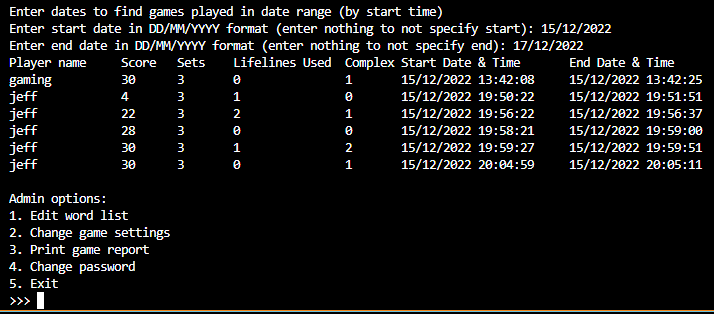 Enter dates to find games played in date range (by start time)
Enter start date in DD/MM/YYYY format (enter nothing to not specify start): 15/12/2022
Enter end date in DD/MM/YYYY format (enter nothing to not specify end): 17/12/2022
Player name Score Sets Lifelines Used Complex Start Date & Time End Date & Time
gaming 30 3 0 1 15/12/2022 13:42:08 15/12/2022 13:42:25
jeff 4 3 1 0 15/12/2022 19:50:22 15/12/2022 19:51:51
jeff 22 3 2 1 15/12/2022 19:56:22 15/12/2022 19:56:37
jeff 28 3 0 0 15/12/2022 19:58:21 15/12/2022 19:59:00
jeff 30 3 1 2 15/12/2022 19:59:27 15/12/2022 19:59:51
jeff 30 3 0 1 15/12/2022 20:04:59 15/12/2022 20:05:11
Admin options:
1. Edit word list
2. Change game settings
3. Print game report
4. Change password
5. Exit
>>>